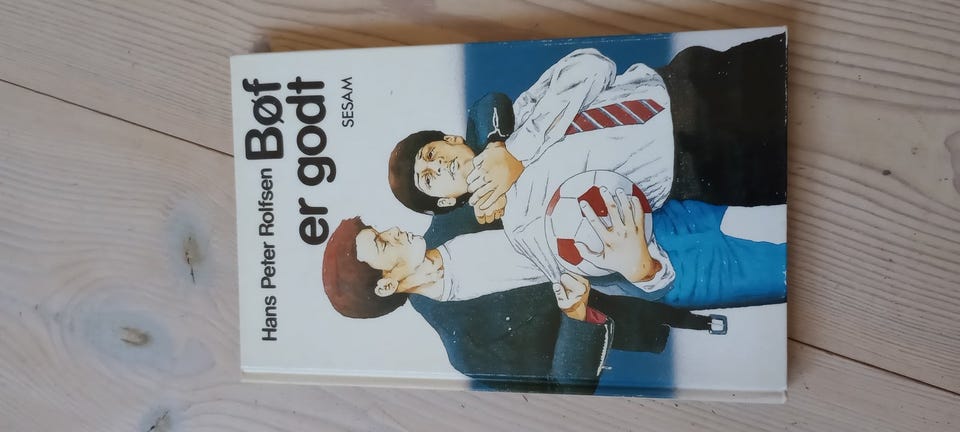 Hans Peter Rolfsen Bøf
er godt
SESAM